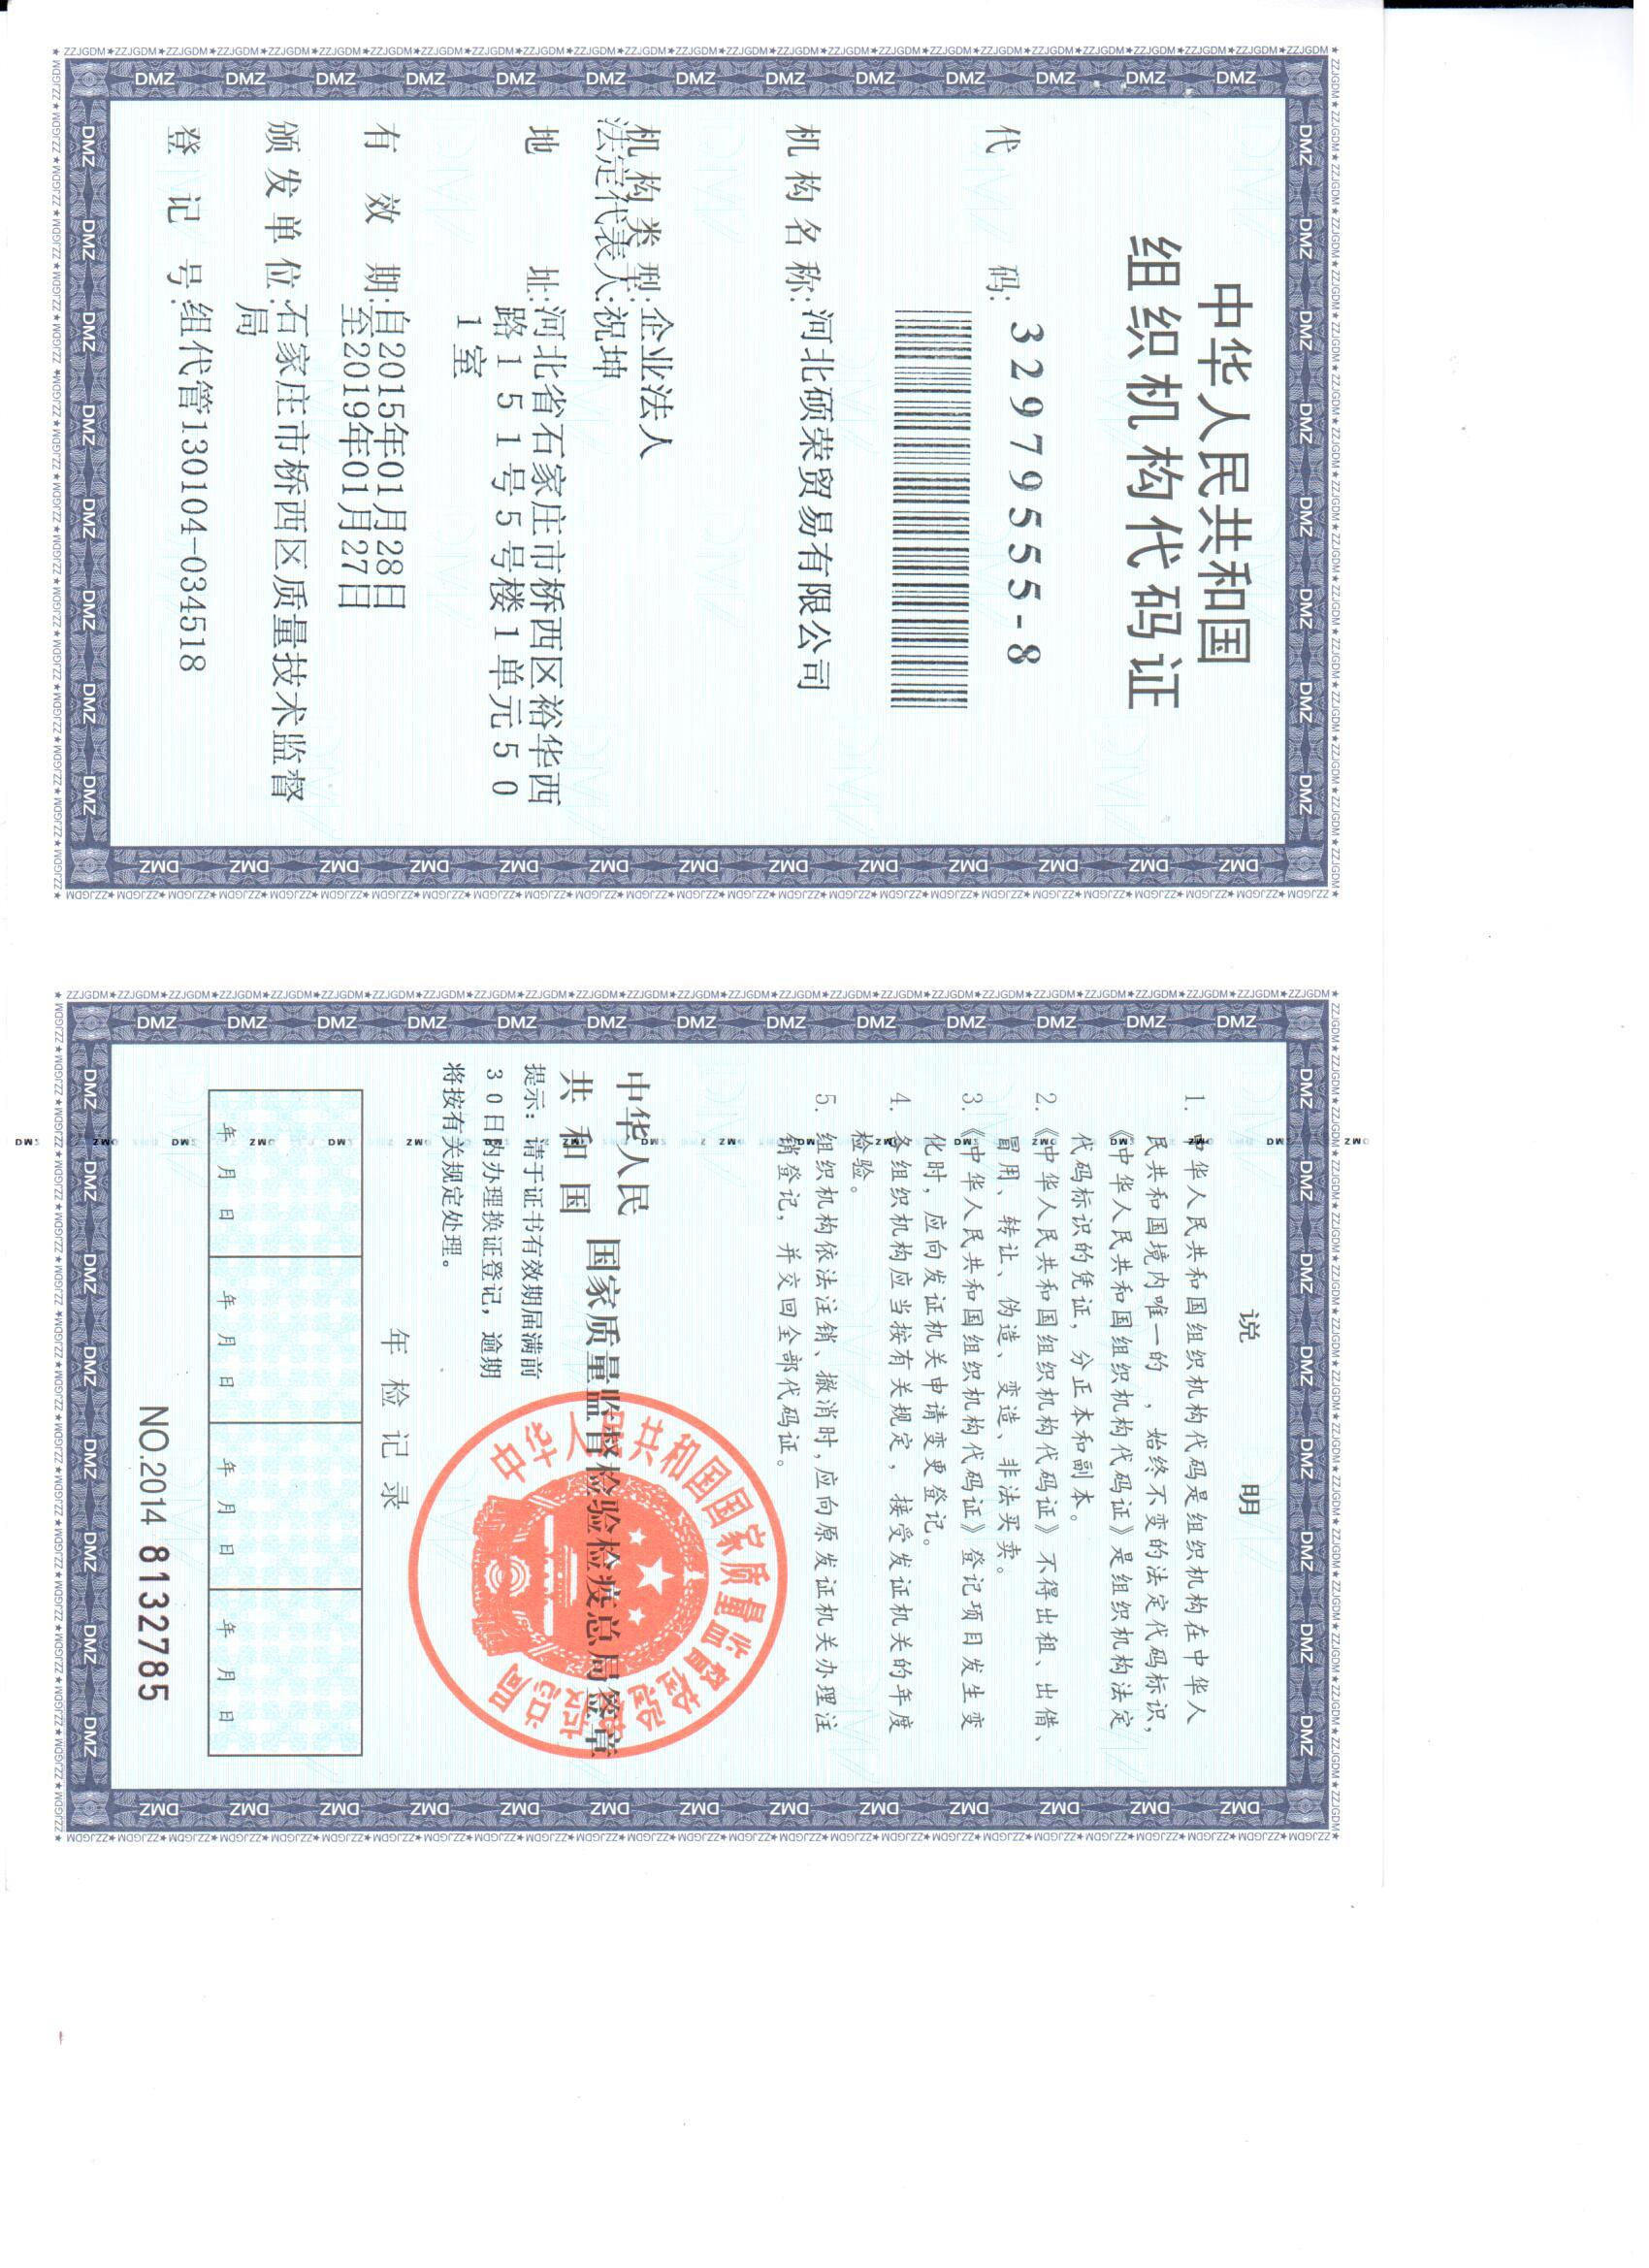 中华人民共和国
组织机构代码证
代 码: 32979555-8
机构名称: 河北硕荣贸易有限公司
机构类型: 企业法人
法定代表人: 祝坤
地 址: 河北省石家庄市桥西区裕华西
路1519号5号楼1单元50
1室
有 效 期: 自2015年01月28日
至2019年01月27日
颁发单位: 石家庄市桥西区质量技术监督
局
登 记 号: 组代管130104-034518
说 明
1. 中华人民共和国组织机构代码是组织机构在中华人
民共和国境内唯一的、始终不变的法定代码标识，
《中华人民共和国组织机构代码证》是组织机构法定
代码标识的凭证，分正本和副本。
2.《中华人民共和国组织机构代码证》不得出租、出借、
冒用、转让、伪造、变造、非法买卖。
3.《中华人民共和国组织机构代码证》登记项目发生变
化时，应向发证机关申请变更登记。
4. 各组织机构应当按有关规定，接受发证机关的年度
检验。
5. 组织机构依法注销、撤消时，应向原发证机关办理注
销登记，并交回全部代码证。
中华人民
共 和 国 国家质量监督检验检疫总局签章
中华人民共和国国家质量监督检验检疫总局
提示：请于证书有效期届满前
30日内办理换证登记，逾期
将按有关规定处理。
年 检 记 录
年 月 日 年 月 日 年 月 日 年 月 日
NO.2014 8132785